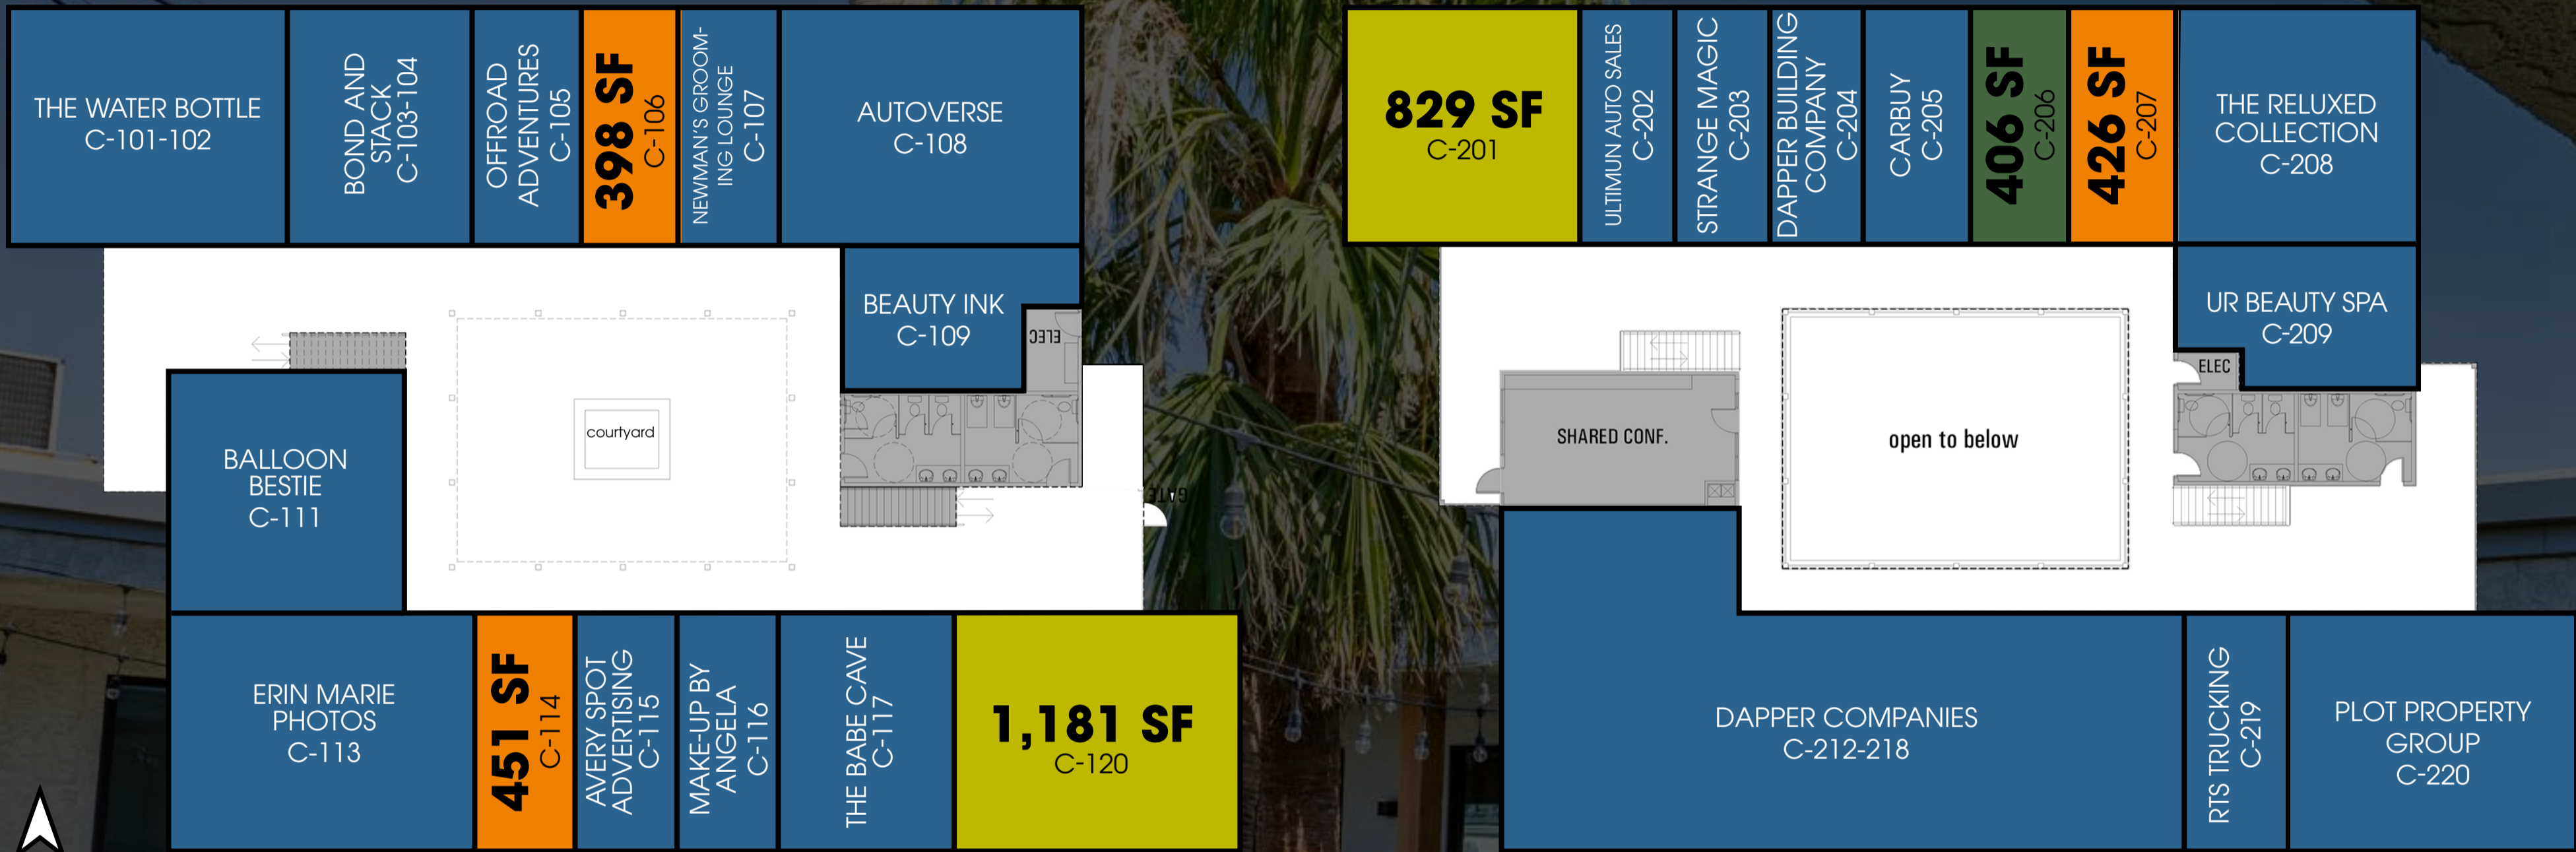 THE WATER BOTTLE
C-101-102
BOND AND
STACK
C-103-104
OFFROAD
ADVENTURES
C-105
398 SF
C-106
NEWMAN'S GROOM-
ING LOUNGE
C-107
AUTOVERSE
C-108
BEAUTY INK
C-109
ELEC
courtyard
GATE
BALLOON
BESTIE
C-111
ERIN MARIE
PHOTOS
C-113
451 SF
C-114
AVERY SPOT
ADVERTISING
C-115
MAKE-UP BY
ANGELA
C-116
THE BABE CAVE
C-117
1,181 SF
C-120
829 SF
C-201
ULTIMUN AUTO SALES
C-202
STRANGE MAGIC
C-203
DAPPER BUILDING
COMPANY
C-204
CARBUY
C-205
406 SF
C-206
426 SF
C-207
THE RELUXED
COLLECTION
C-208
UR BEAUTY SPA
C-209
ELEC
SHARED CONF.
open to below
DAPPER COMPANIES
C-212-218
RTS TRUCKING
C-219
PLOT PROPERTY
GROUP
C-220